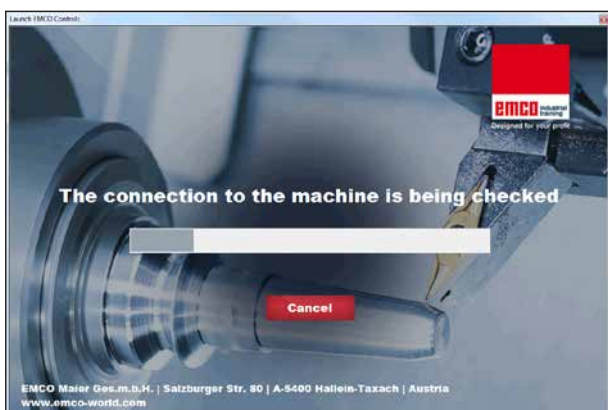 Launch EMCO Controls
emco industrial
training
Designed for your profit
The connection to the machine is being checked
Cancel
EMCO Maier Ges.m.b.H. | Salzburger Str. 80 | A-5400 Hallein-Taxach | Austria
www.emco-world.com